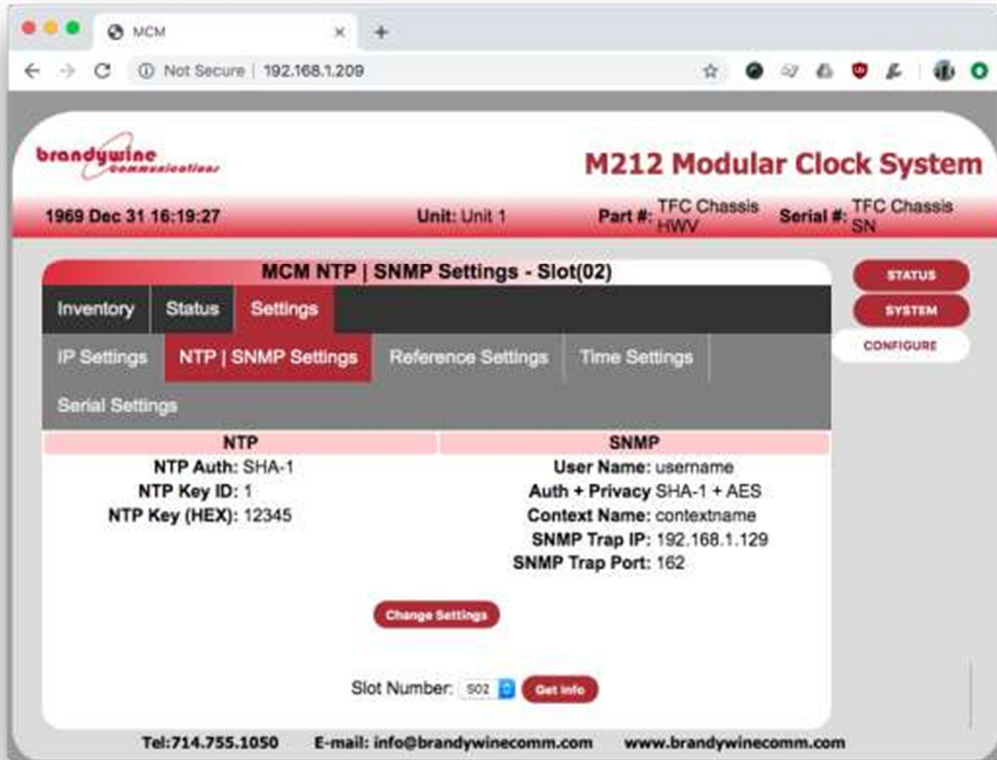 MCM
Not Secure | 192.168.1.209
brandywine
communications
M212 Modular Clock System
1969 Dec 31 16:19:27 Unit: Unit 1 Part #: TFC Chassis HWV Serial #: TFC Chassis SN
MCM NTP | SNMP Settings - Slot(02)
STATUS
SYSTEM
CONFIGURE
Inventory Status Settings
IP Settings NTP | SNMP Settings Reference Settings Time Settings
Serial Settings
NTP
NTP Auth: SHA-1
NTP Key ID: 1
NTP Key (HEX): 12345
SNMP
User Name: username
Auth + Privacy SHA-1 + AES
Context Name: contextname
SNMP Trap IP: 192.168.1.129
SNMP Trap Port: 162
Change Settings
Slot Number: S02 Get Info
Tel:714.755.1050 E-mail: info@brandywinecomm.com www.brandywinecomm.com